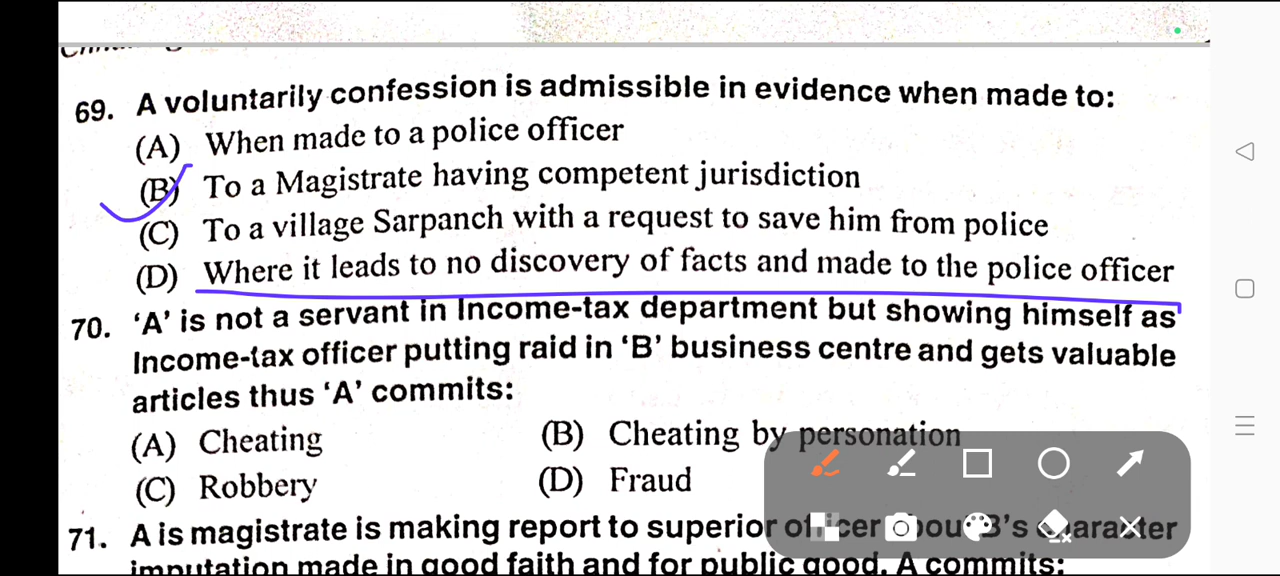 69. A voluntarily confession is admissible in evidence when made to:
(A) When made to a police officer
(B) To a Magistrate having competent jurisdiction
(C) To a village Sarpanch with a request to save him from police
(D) Where it leads to no discovery of facts and made to the police officer
70. ‘A’ is not a servant in Income-tax department but showing himself as
Income-tax officer putting raid in ‘B’ business centre and gets valuable
articles thus ‘A’ commits:
(A) Cheating (B) Cheating by personation
(C) Robbery (D) Fraud
71. A is magistrate is making report to superior officer about B’s
imputation made in good faith and for public good. A commits: